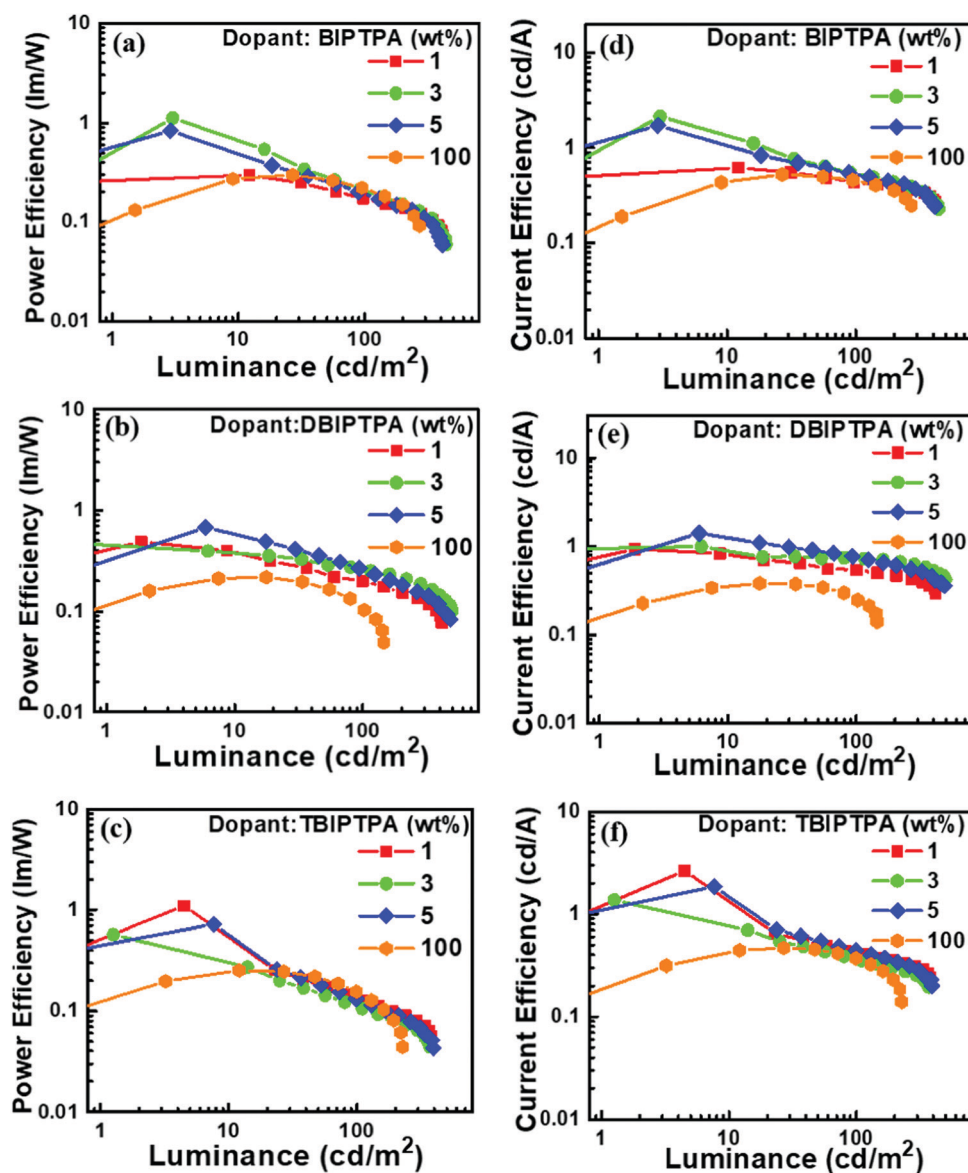 (a)
Dopant: BIPTPA (wt%)
1
3
5
100
Power Efficiency (lm/W)
10
1
0.1
0.01
1
10
100
Luminance (cd/m²)
(d)
Dopant: BIPTPA (wt%)
1
3
5
100
Current Efficiency (cd/A)
10
1
0.1
0.01
1
10
100
Luminance (cd/m²)
(b)
Dopant:DBIPTPA (wt%)
1
3
5
100
Power Efficiency (lm/W)
10
1
0.1
0.01
1
10
100
Luminance (cd/m²)
(e)
Dopant: DBIPTPA (wt%)
1
3
5
100
Current Efficiency (cd/A)
10
1
0.1
0.01
1
10
100
Luminance (cd/m²)
(c)
Dopant:TBIPTPA (wt%)
1
3
5
100
Power Efficiency (lm/W)
10
1
0.1
0.01
1
10
100
Luminance (cd/m²)
(f)
Dopant: TBIPTPA (wt%)
1
3
5
100
Current Efficiency (cd/A)
10
1
0.1
0.01
1
10
100
Luminance (cd/m²)